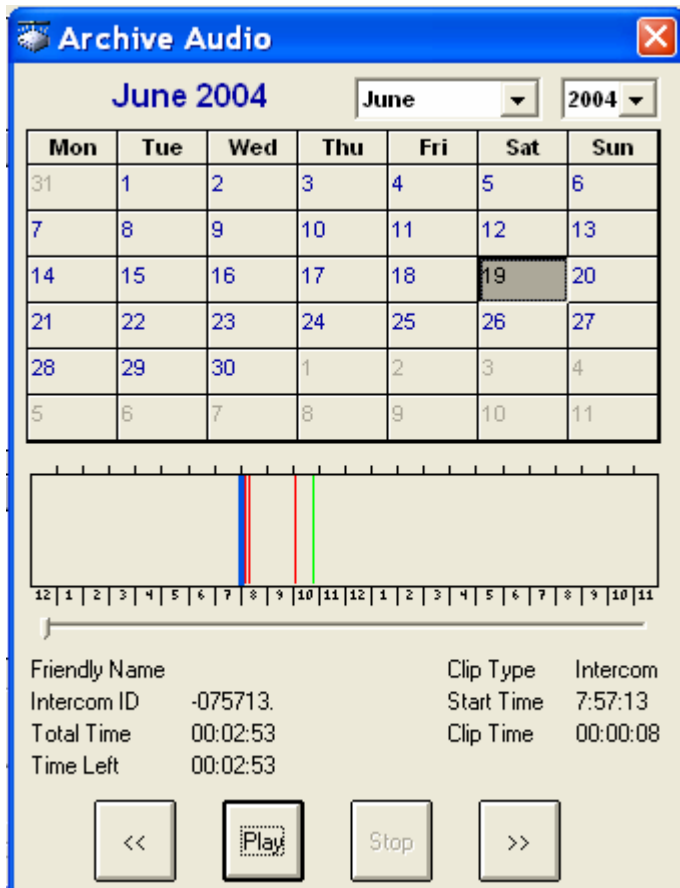 Archive Audio
June 2004 June 2004
Mon Tue Wed Thu Fri Sat Sun
31 1 2 3 4 5 6
7 8 9 10 11 12 13
14 15 16 17 18 19 20
21 22 23 24 25 26 27
28 29 30 1 2 3 4
5 6 7 8 9 10 11
12 1 2 3 4 5 6 7 8 9 10 11 12 1 2 3 4 5 6 7 8 9 10 11
Friendly Name Clip Type Intercom
Intercom ID -075713. Start Time 7:57:13
Total Time 00:02:53 Clip Time 00:00:08
Time Left 00:02:53
<< Play Stop >>